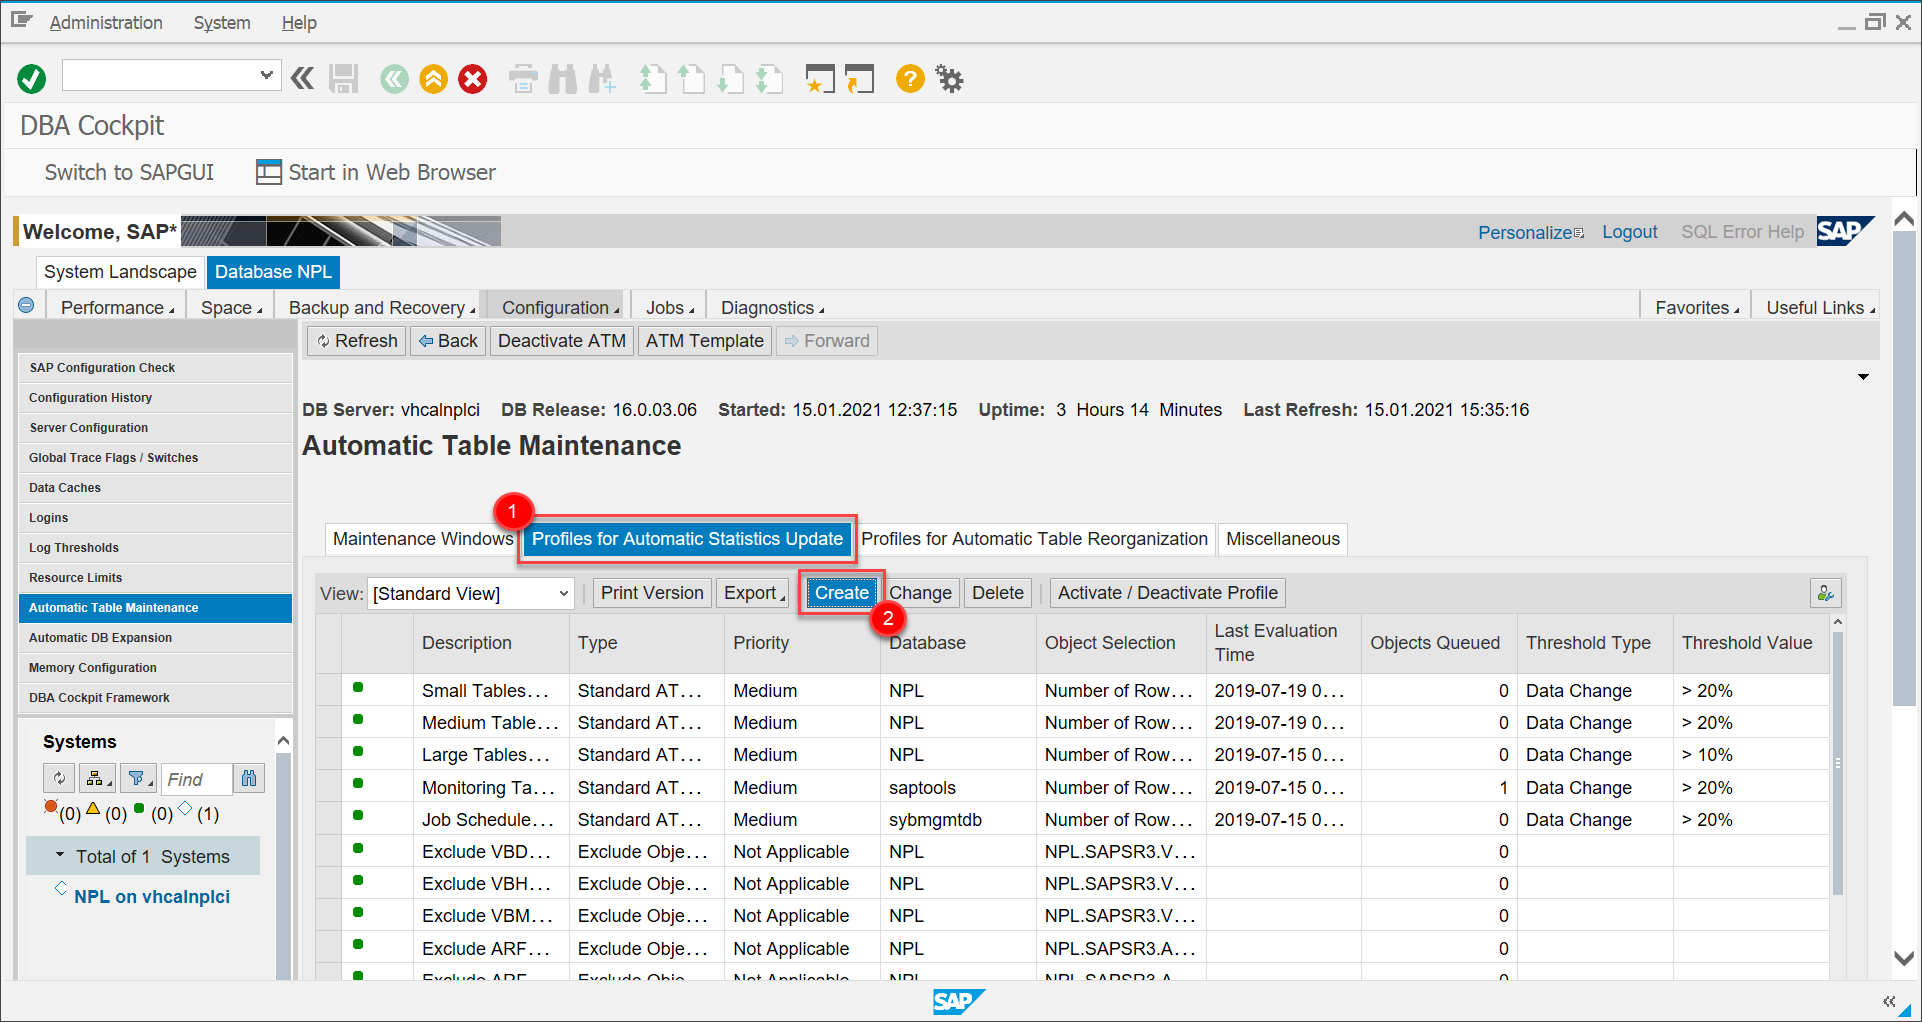 Administration System Help
DBA Cockpit
Switch to SAPGUI Start in Web Browser
Welcome, SAP* Personalize Logout SQL Error Help SAP
System Landscape Database NPL
Performance Space Backup and Recovery Configuration Jobs Diagnostics Favorites Useful Links
Refresh Back Deactivate ATM ATM Template Forward
SAP Configuration Check
Configuration History
Server Configuration
Global Trace Flags / Switches
Data Caches
Logins
Log Thresholds
Resource Limits
Automatic Table Maintenance
Automatic DB Expansion
Memory Configuration
DBA Cockpit Framework
Systems
Find
(0) (0) (0) (1)
Total of 1 Systems
NPL on vhcalnplci
DB Server: vhcalnplci DB Release: 16.0.03.06 Started: 15.01.2021 12:37:15 Uptime: 3 Hours 14 Minutes Last Refresh: 15.01.2021 15:35:16
Automatic Table Maintenance
1
Maintenance Windows Profiles for Automatic Statistics Update Profiles for Automatic Table Reorganization Miscellaneous
View: [Standard View] Print Version Export Create Change Delete Activate / Deactivate Profile
2
Description Type Priority Database Object Selection Last Evaluation Time Objects Queued Threshold Type Threshold Value
Small Tables... Standard AT... Medium NPL Number of Row... 2019-07-19 0... 0 Data Change > 20%
Medium Table... Standard AT... Medium NPL Number of Row... 2019-07-19 0... 0 Data Change > 20%
Large Tables... Standard AT... Medium NPL Number of Row... 2019-07-15 0... 0 Data Change > 10%
Monitoring Ta... Standard AT... Medium saptools Number of Row... 2019-07-15 0... 1 Data Change > 20%
Job Schedule... Standard AT... Medium sybmgmtdb Number of Row... 2019-07-15 0... 0 Data Change > 20%
Exclude VBD... Exclude Obje... Not Applicable NPL NPL.SAPSR3.V... 0
Exclude VBH... Exclude Obje... Not Applicable NPL NPL.SAPSR3.V... 0
Exclude VBM... Exclude Obje... Not Applicable NPL NPL.SAPSR3.V... 0
Exclude ARF... Exclude Obje... Not Applicable NPL NPL.SAPSR3.A... 0
Exclude ARF... Exclude Obje... Not Applicable NPL NPL.SAPSR3.A... 0
SAP